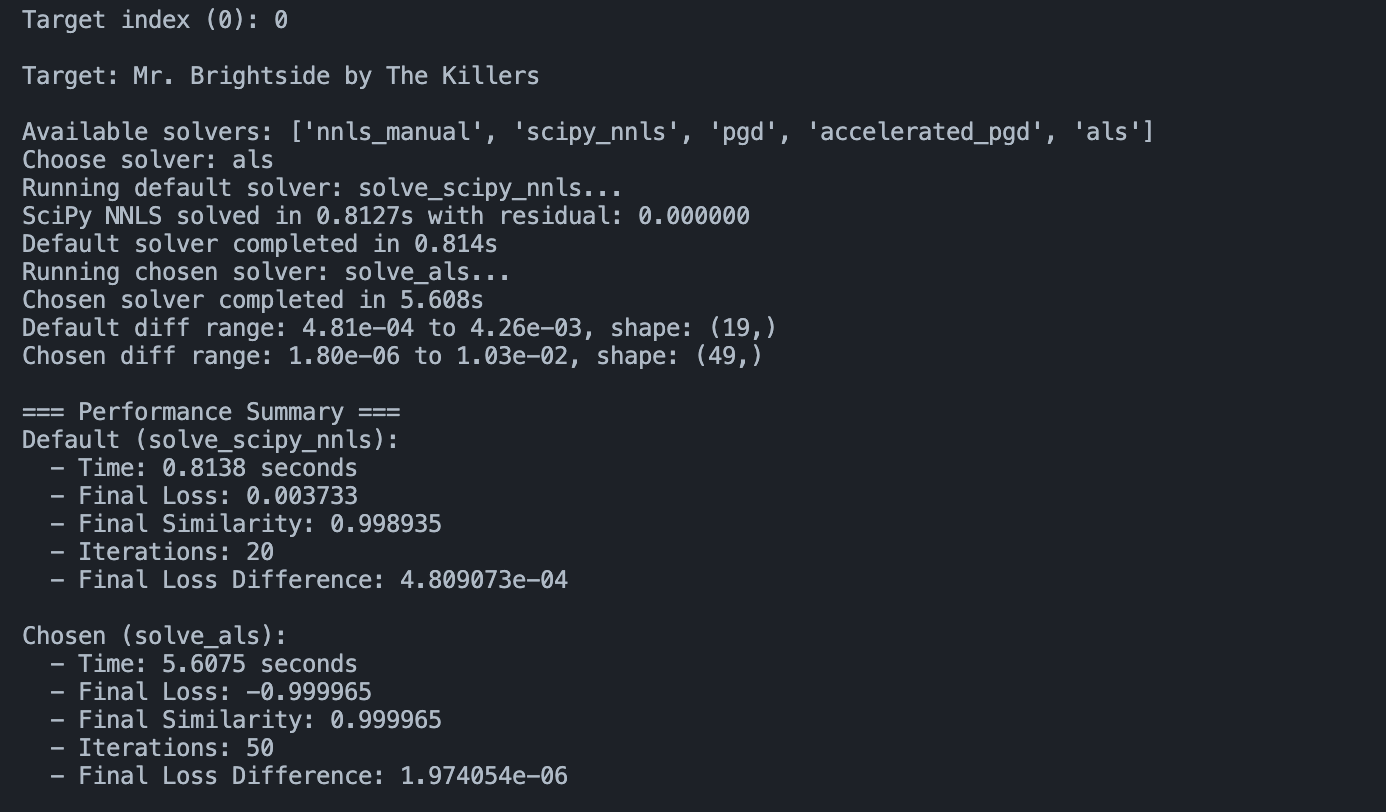 Target index (0): 0
Target: Mr. Brightside by The Killers
Available solvers: ['nnls_manual', 'scipy_nnls', 'pgd', 'accelerated_pgd', 'als']
Choose solver: als
Running default solver: solve_scipy_nnls...
SciPy NNLS solved in 0.8127s with residual: 0.000000
Default solver completed in 0.814s
Running chosen solver: solve_als...
Chosen solver completed in 5.608s
Default diff range: 4.81e-04 to 4.26e-03, shape: (19,)
Chosen diff range: 1.80e-06 to 1.03e-02, shape: (49,)
=== Performance Summary ===
Default (solve_scipy_nnls):
  - Time: 0.8138 seconds
  - Final Loss: 0.003733
  - Final Similarity: 0.998935
  - Iterations: 20
  - Final Loss Difference: 4.809073e-04
Chosen (solve_als):
  - Time: 5.6075 seconds
  - Final Loss: -0.999965
  - Final Similarity: 0.999965
  - Iterations: 50
  - Final Loss Difference: 1.974054e-06